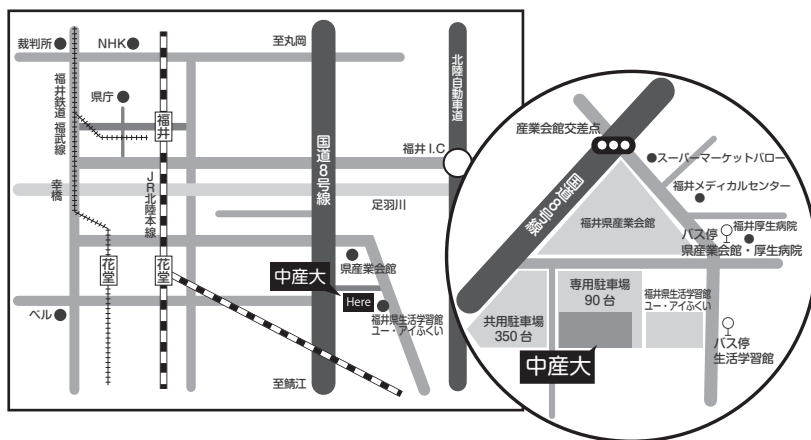 裁判所
NHK
至丸岡
北陸自動車道
福井鉄道 福武線
県庁
福井
国道8号線
福井I.C
幸橋
JR北陸本線
足羽川
県産業会館
花堂
花堂
中産大
Here
ベル
福井県生活学習館
ユー・アイふくい
至鯖江
産業会館交差点
スーパーマーケットバロー
国道8号線
福井メディカルセンター
福井県産業会館
福井厚生病院
バス停
県産業会館・厚生病院
専用駐車場
90台
福井県生活学習館
ユー・アイふくい
共用駐車場
350台
中産大
バス停
生活学習館